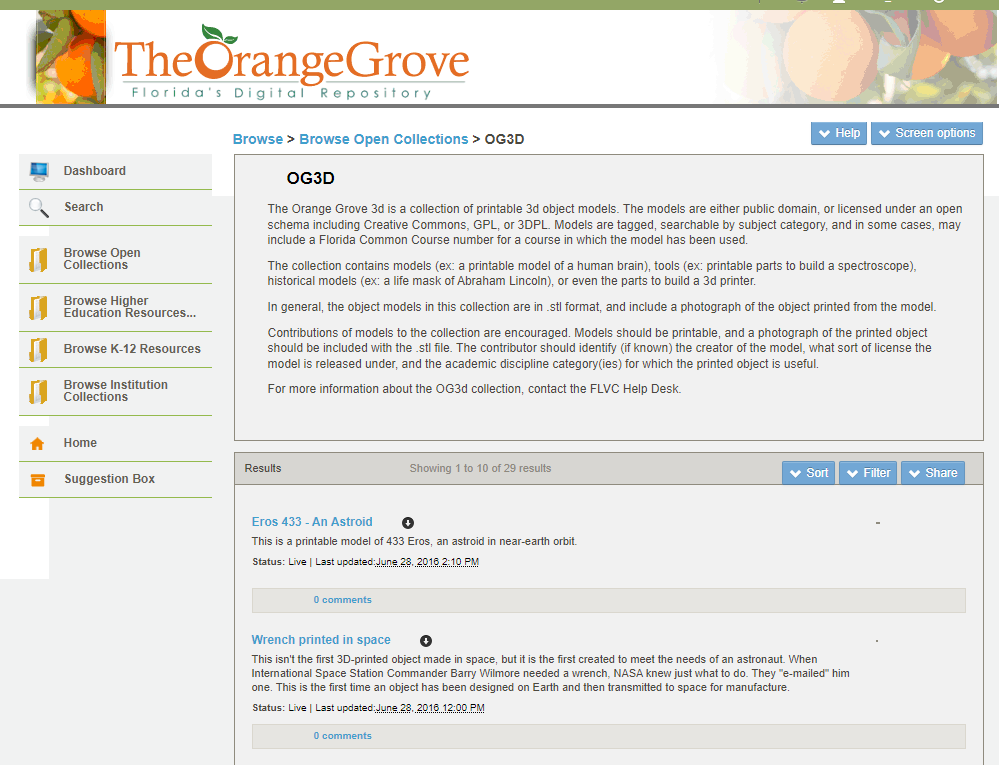 TheOrangeGrove
Florida's Digital Repository
Browse > Browse Open Collections > OG3D
Help
Screen options
Dashboard
Search
Browse Open
Collections
Browse Higher
Education Resources...
Browse K-12 Resources
Browse Institution
Collections
Home
Suggestion Box
OG3D
The Orange Grove 3d is a collection of printable 3d object models. The models are either public domain, or licensed under an open
schema including Creative Commons, GPL, or 3DPL. Models are tagged, searchable by subject category, and in some cases, may
include a Florida Common Course number for a course in which the model has been used.
The collection contains models (ex: a printable model of a human brain), tools (ex: printable parts to build a spectroscope),
historical models (ex: a life mask of Abraham Lincoln), or even the parts to build a 3d printer.
In general, the object models in this collection are in .stl format, and include a photograph of the object printed from the model.
Contributions of models to the collection are encouraged. Models should be printable, and a photograph of the printed object
should be included with the .stl file. The contributor should identify (if known) the creator of the model, what sort of license the
model is released under, and the academic discipline category(ies) for which the printed object is useful.
For more information about the OG3d collection, contact the FLVC Help Desk.
Results
Showing 1 to 10 of 29 results
Sort
Filter
Share
Eros 433 - An Astroid
This is a printable model of 433 Eros, an astroid in near-earth orbit.
Status: Live | Last updated:June 28, 2016 2:10 PM
0 comments
Wrench printed in space
This isn't the first 3D-printed object made in space, but it is the first created to meet the needs of an astronaut. When
International Space Station Commander Barry Wilmore needed a wrench, NASA knew just what to do. They "e-mailed" him
one. This is the first time an object has been designed on Earth and then transmitted to space for manufacture.
Status: Live | Last updated:June 28, 2016 12:00 PM
0 comments